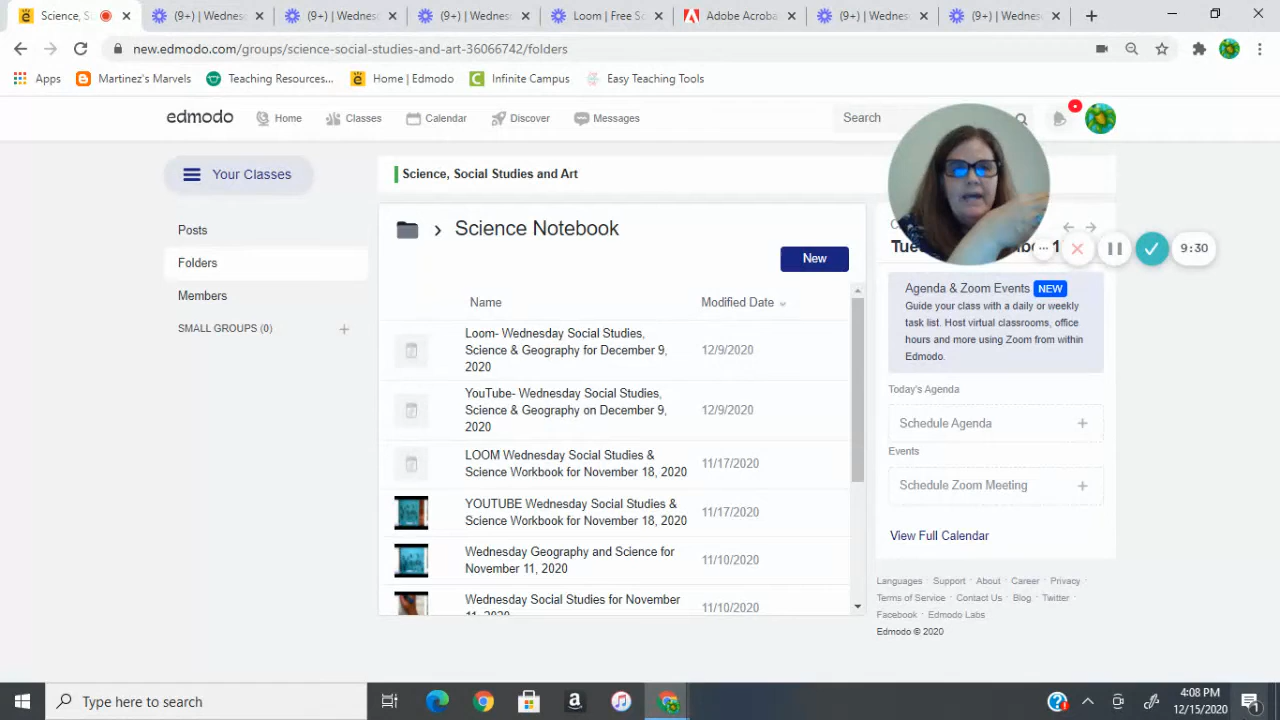 Science, S
(9+) Wednes
(9+) Wednes
(9+) Wednes
Loom | Free S
Adobe Acroba
(9+) Wednes
(9+) Wednes
new.edmodo.com/groups/science-social-studies-and-art-36066742/folders
Apps
Martinez's Marvels
Teaching Resources...
Home | Edmodo
Infinite Campus
Easy Teaching Tools
edmodo
Home
Classes
Calendar
Discover
Messages
Search
Your Classes
Posts
Folders
Members
SMALL GROUPS (0)
Science, Social Studies and Art
Science Notebook
New
Name
Modified Date
Loom- Wednesday Social Studies,
Science & Geography for December 9,
2020
12/9/2020
YouTube- Wednesday Social Studies,
Science & Geography on December 9,
2020
12/9/2020
LOOM Wednesday Social Studies &
Science Workbook for November 18, 2020
11/17/2020
YOUTUBE Wednesday Social Studies &
Science Workbook for November 18, 2020
11/17/2020
Wednesday Geography and Science for
November 11, 2020
11/10/2020
Wednesday Social Studies for November
11, 2020
11/10/2020
9:30
Agenda & Zoom Events NEW
Guide your class with a daily or weekly
task list. Host virtual classrooms, office
hours and more using Zoom from within
Edmodo.
Today's Agenda
Schedule Agenda
Events
Schedule Zoom Meeting
View Full Calendar
Languages · Support · About · Career · Privacy ·
Terms of Service · Contact Us · Blog · Twitter ·
Facebook · Edmodo Labs
Edmodo © 2020
Type here to search
4:08 PM
12/15/2020
1